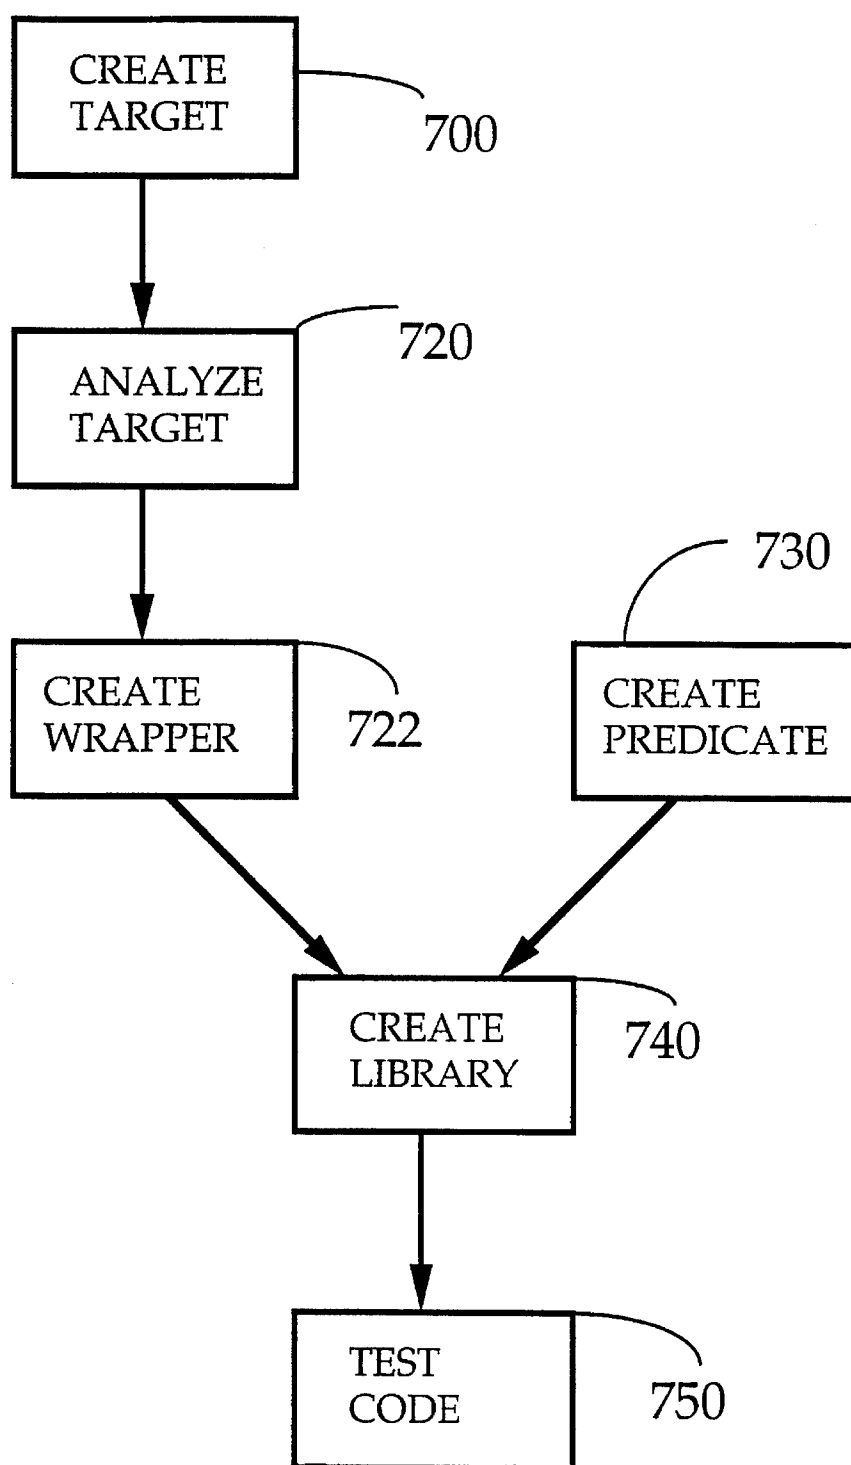 CREATE
TARGET
700
720
ANALYZE
TARGET
730
CREATE
WRAPPER
722
CREATE
PREDICATE
CREATE
LIBRARY
740
TEST
CODE
750